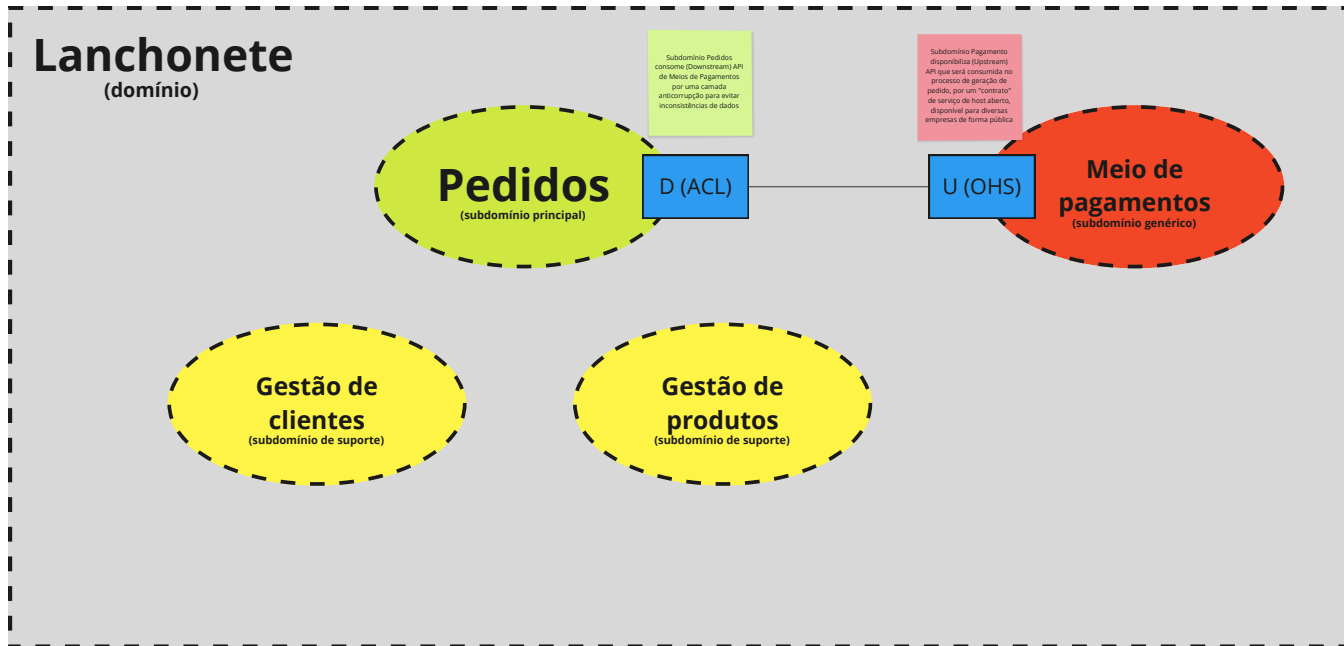 Lanchonete
(domínio)
Subdomínio Pedidos
consome (Downstream) API
de Meios de Pagamentos
por uma camada
anticorrupção para evitar
inconsistências de dados
Subdomínio Pagamento
disponibiliza (Upstream)
API que será consumida no
processo de geração de
pedido, por um "contrato"
de serviço de host aberto,
disponível para diversas
empresas de forma pública
Pedidos
(subdomínio principal)
D (ACL)
U (OHS)
Meio de
pagamentos
(subdomínio genérico)
Gestão de
clientes
(subdomínio de suporte)
Gestão de
produtos
(subdomínio de suporte)